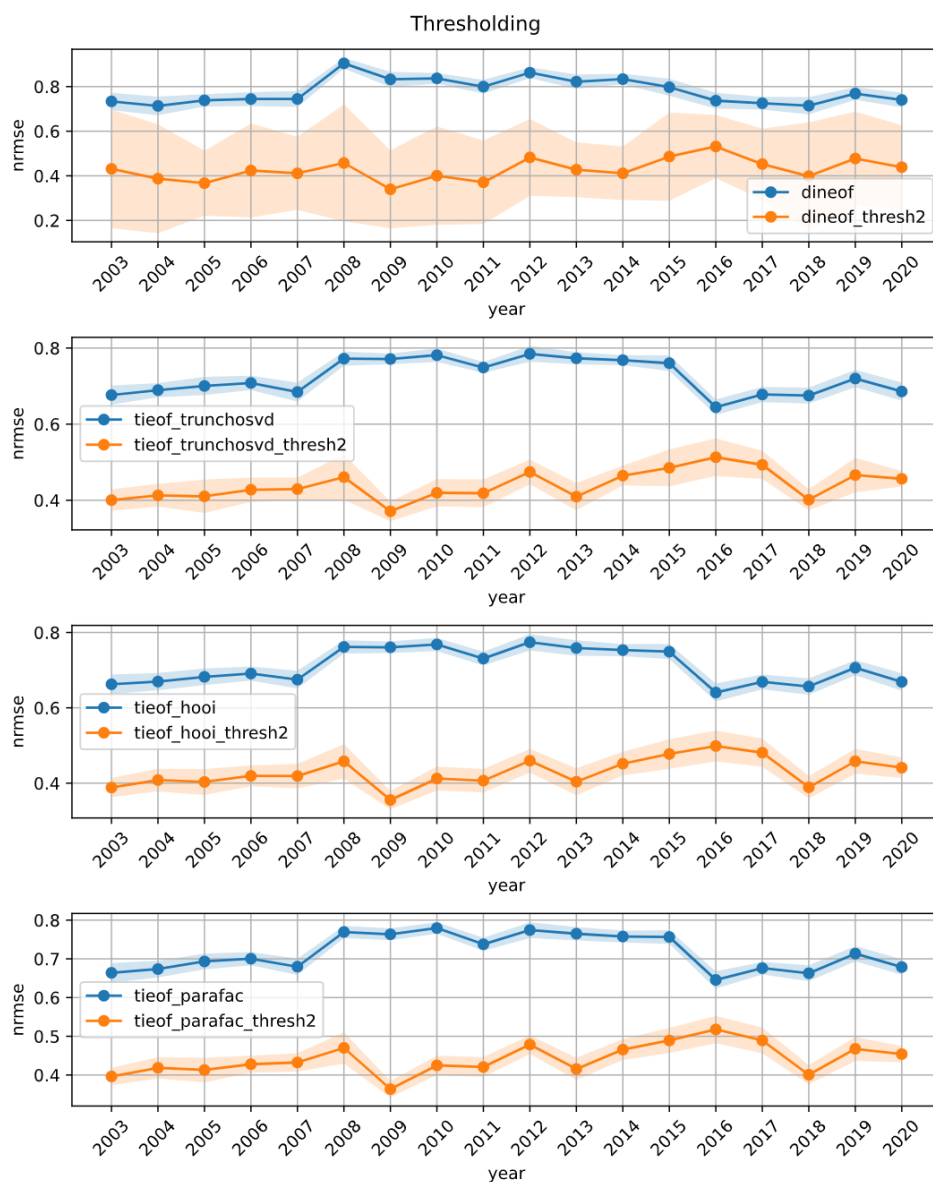 Thresholding
nrmse
0.8
0.6
0.4
0.2
dineof
dineof_thresh2
2003 2004 2005 2006 2007 2008 2009 2010 2011 2012 2013 2014 2015 2016 2017 2018 2019 2020
year
nrmse
0.8
0.6
0.4
tieof_trunchosvd
tieof_trunchosvd_thresh2
2003 2004 2005 2006 2007 2008 2009 2010 2011 2012 2013 2014 2015 2016 2017 2018 2019 2020
year
nrmse
0.8
0.6
0.4
tieof_hooi
tieof_hooi_thresh2
2003 2004 2005 2006 2007 2008 2009 2010 2011 2012 2013 2014 2015 2016 2017 2018 2019 2020
year
nrmse
0.8
0.7
0.6
0.5
0.4
tieof_parafac
tieof_parafac_thresh2
2003 2004 2005 2006 2007 2008 2009 2010 2011 2012 2013 2014 2015 2016 2017 2018 2019 2020
year